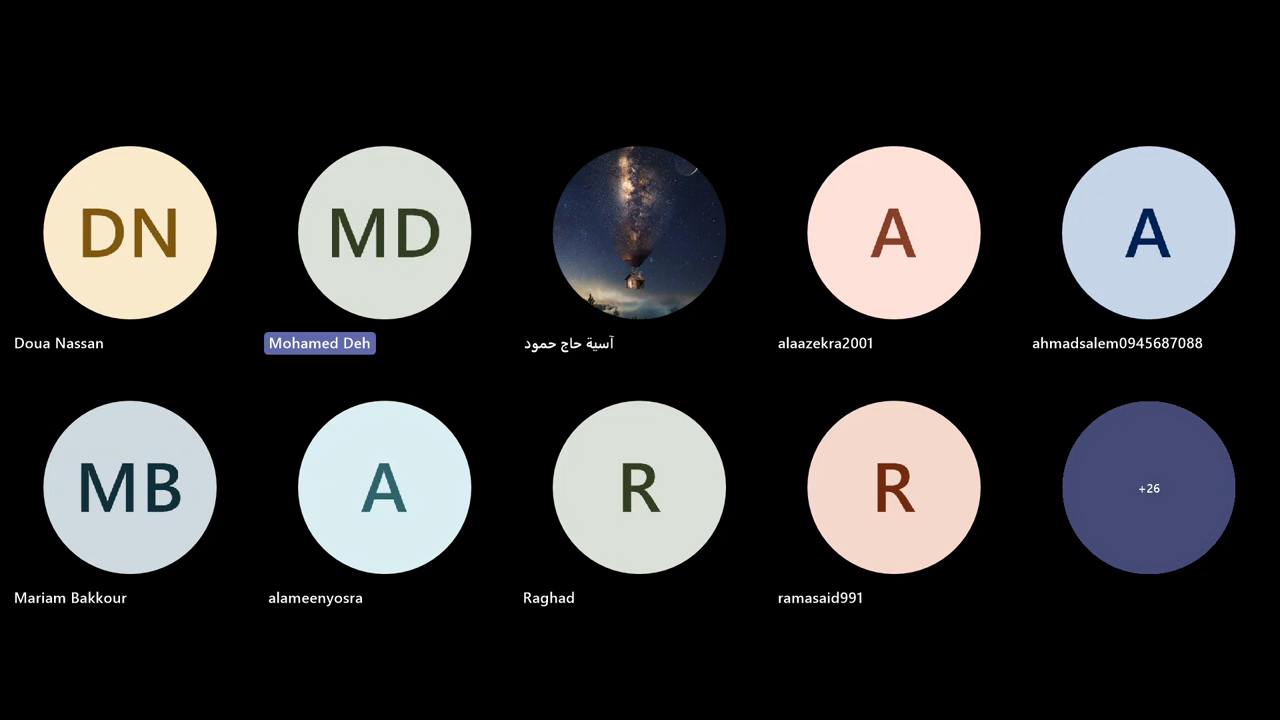 DN
MD
A
A
Doua Nassan
Mohamed Deh
آسية حاج حمود
alaazekra2001
ahmadsalem0945687088
MB
A
R
R
+26
Mariam Bakkour
alameenyosra
Raghad
ramasaid991